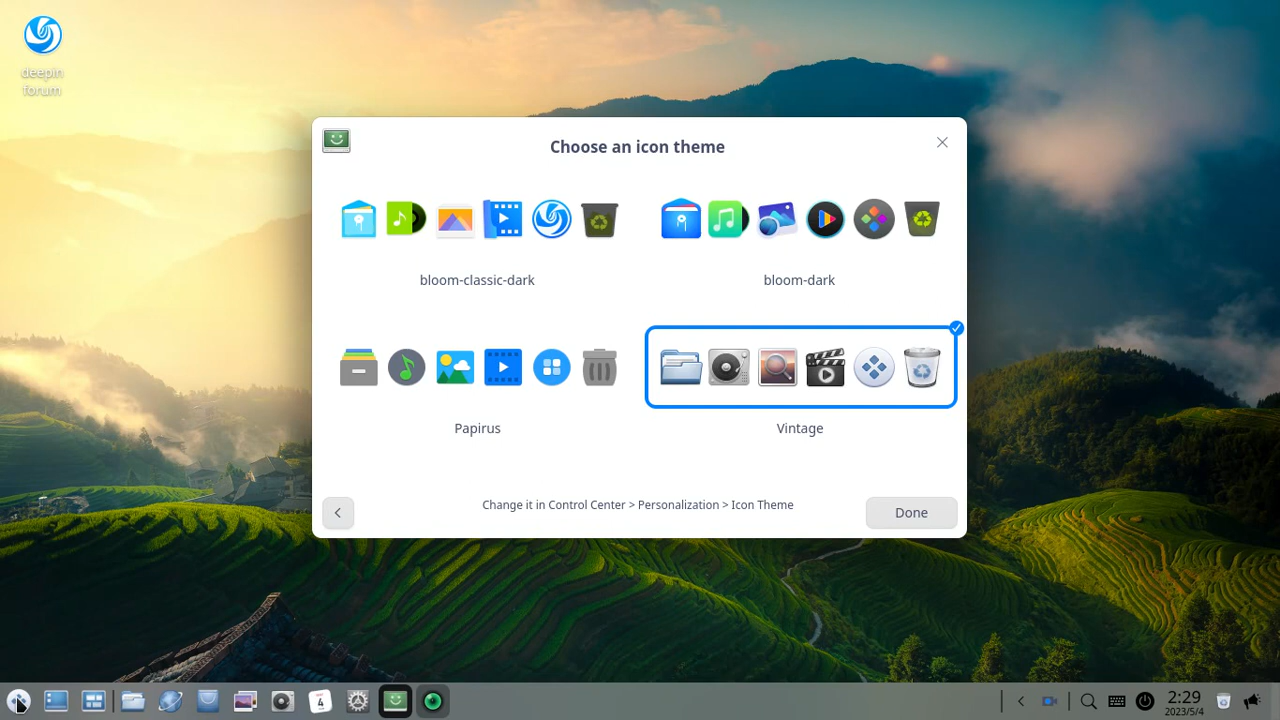 deepin
forum
Choose an icon theme
bloom-classic-dark
bloom-dark
Papirus
Vintage
Change it in Control Center > Personalization > Icon Theme
Done
4
2:29
2023/5/4